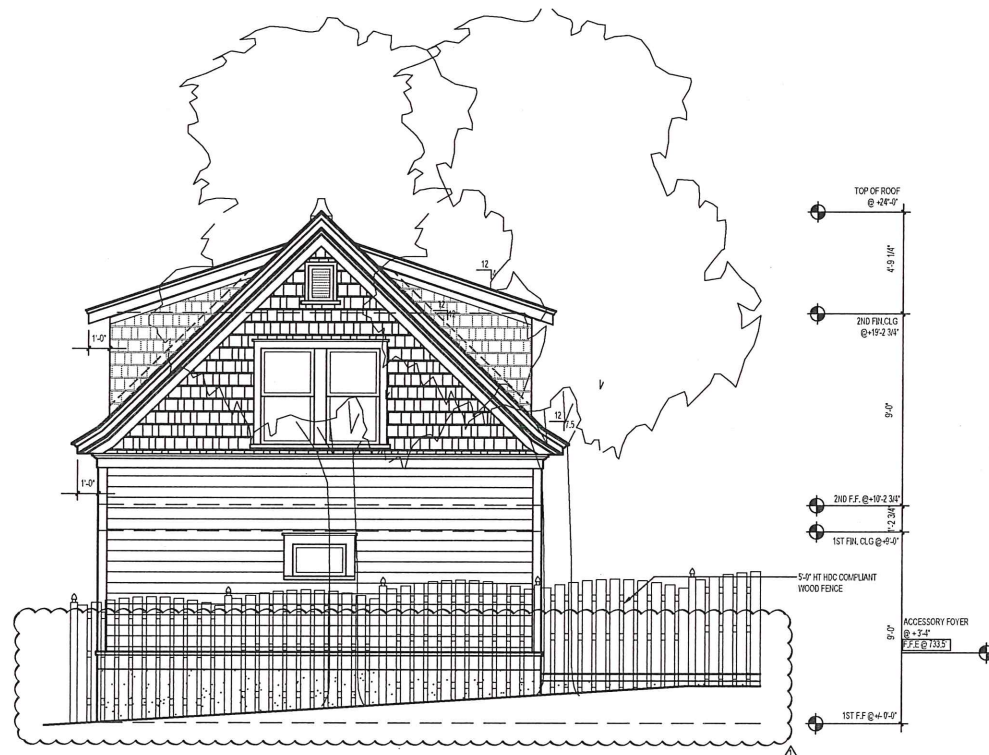 TOP OF ROOF
@ +24'-0"
4'-9 1/4"
12
12
12
2ND FIN.CLG
@+19'-2 3/4"
1'-0"
9'-0"
12
7.5
1'-0"
2ND F.F. @+10'-2 3/4"
1'-2 3/4"
1ST FIN. CLG @+9'-0"
5'-0" HT HDC COMPLIANT
WOOD FENCE
9'-0"
ACCESSORY FOYER
@ + 3'-4"
F.F.E @ 733.5'
1ST F.F @+/- 0'-0"